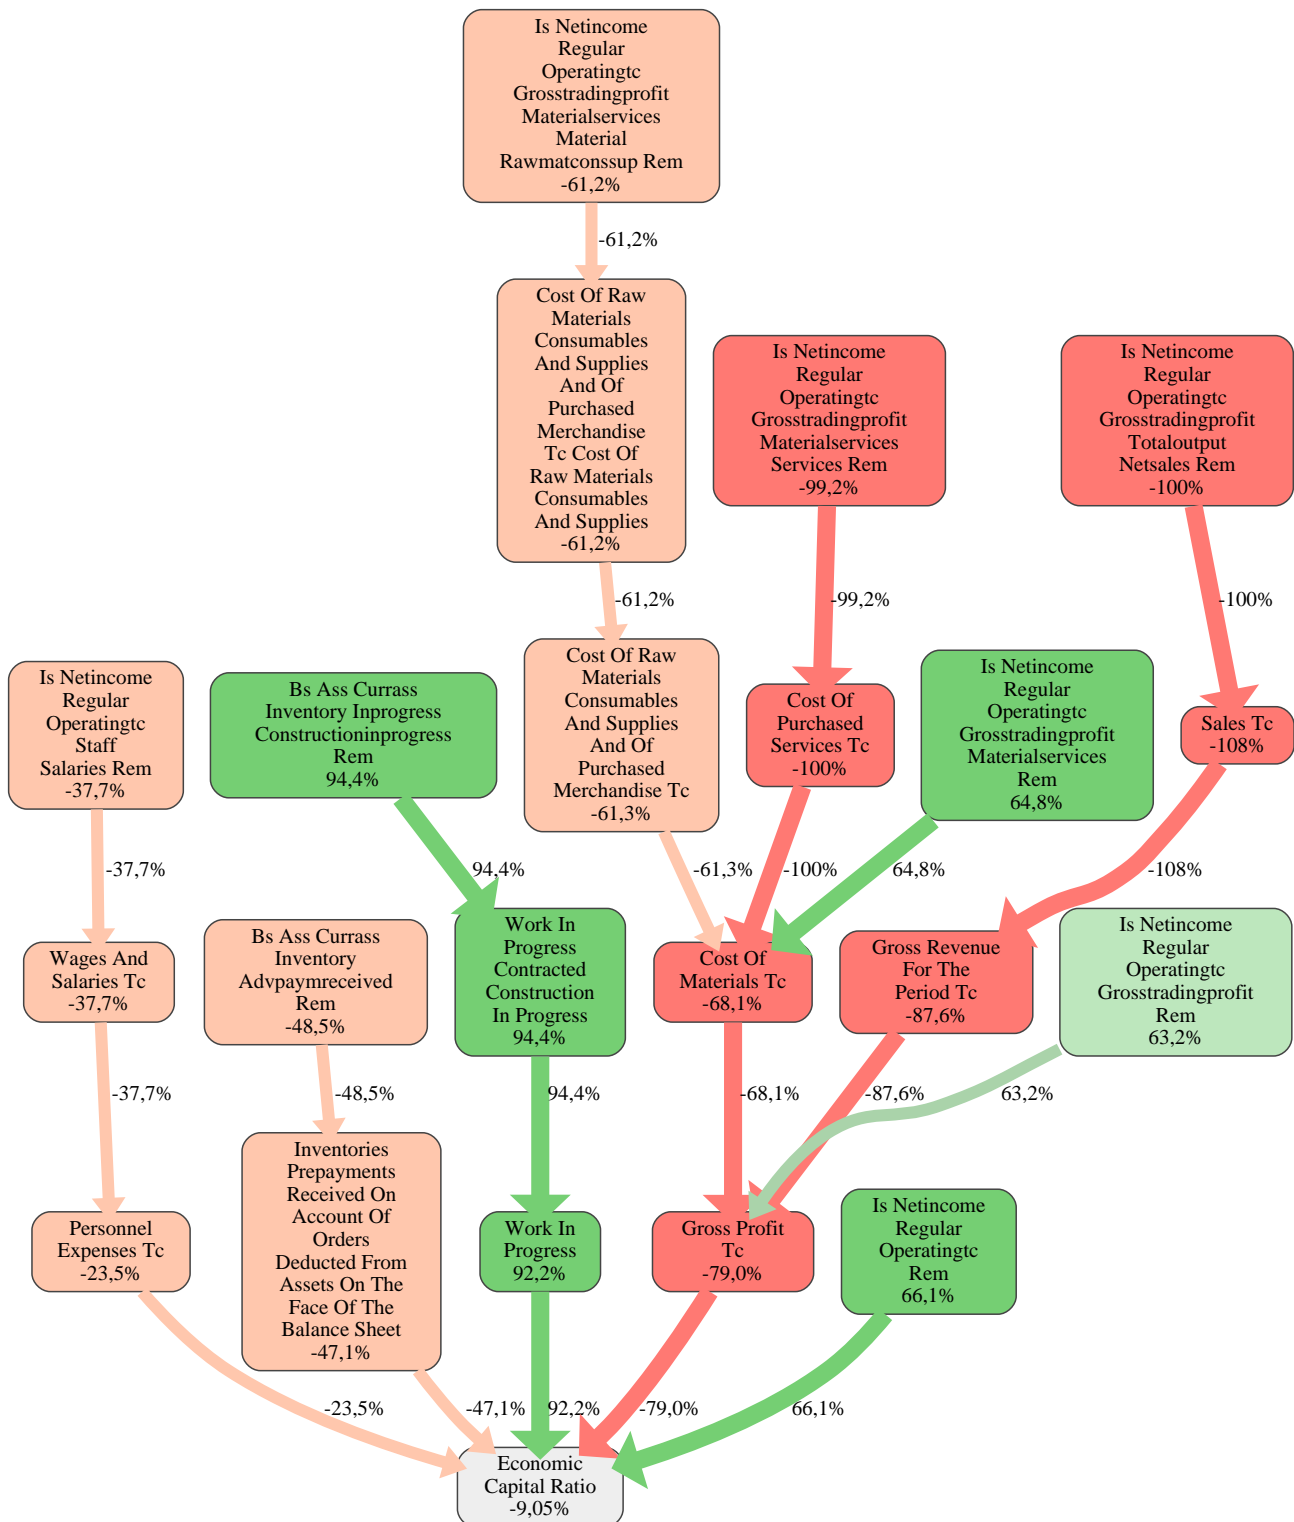 Is Netincome
Regular
Operatingtc
Grosstradingprofit
Materialservices
Material
Rawmatconssup Rem
-61,2%
-61,2%
Cost Of Raw
Materials
Consumables
And Supplies
And Of
Purchased
Merchandise
Tc Cost Of
Raw Materials
Consumables
And Supplies
-61,2%
Is Netincome
Regular
Operatingtc
Grosstradingprofit
Materialservices
Services Rem
-99,2%
Is Netincome
Regular
Operatingtc
Grosstradingprofit
Totaloutput
Netsales Rem
-100%
-61,2%
-99,2%
-100%
Is Netincome
Regular
Operatingtc
Staff
Salaries Rem
-37,7%
Bs Ass Currass
Inventory Inprogress
Constructioninprogress
Rem
94,4%
Cost Of Raw
Materials
Consumables
And Supplies
And Of
Purchased
Merchandise Tc
-61,3%
Cost Of
Purchased
Services Tc
-100%
Is Netincome
Regular
Operatingtc
Grosstradingprofit
Materialservices
Rem
64,8%
Sales Tc
-108%
-37,7%
94,4%
-61,3%
-100%
64,8%
-108%
Wages And
Salaries Tc
-37,7%
Bs Ass Currass
Inventory
Advpaymreceived
Rem
-48,5%
Work In
Progress
Contracted
Construction
In Progress
94,4%
Cost Of
Materials Tc
-68,1%
Gross Revenue
For The
Period Tc
-87,6%
Is Netincome
Regular
Operatingtc
Grosstradingprofit
Rem
63,2%
-37,7%
-48,5%
94,4%
-68,1%
-87,6%
63,2%
Personnel
Expenses Tc
-23,5%
Inventories
Prepayments
Received On
Account Of
Orders
Deducted From
Assets On The
Face Of The
Balance Sheet
-47,1%
Work In
Progress
92,2%
Gross Profit
Tc
-79,0%
Is Netincome
Regular
Operatingtc
Rem
66,1%
-23,5%
-47,1%
92,2%
-79,0%
66,1%
Economic
Capital Ratio
-9,05%